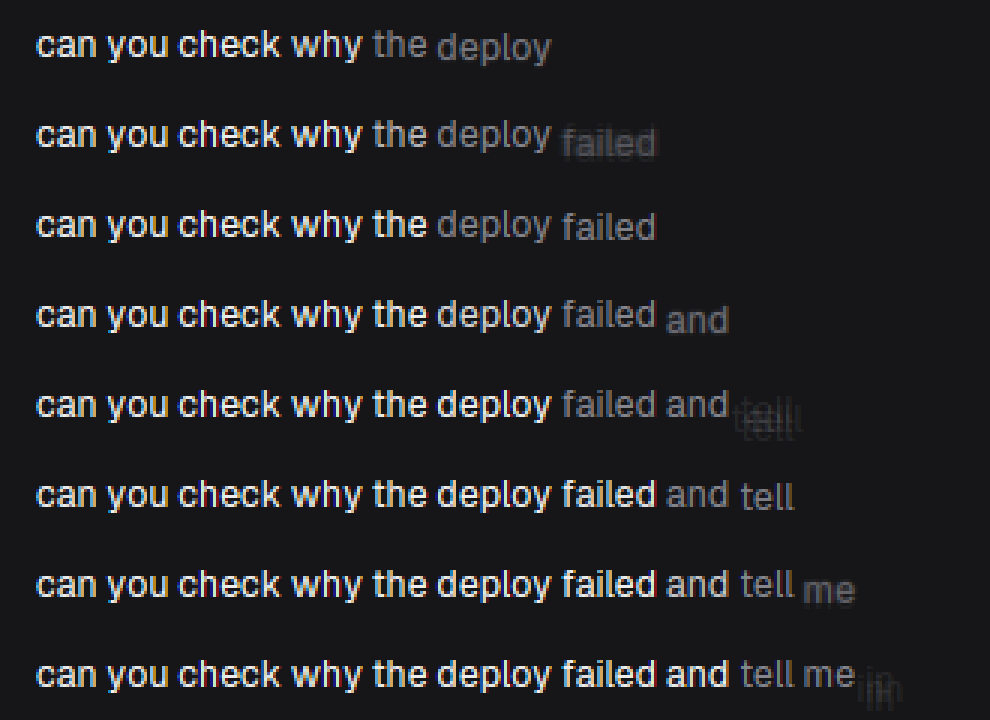 can you check why the deploy
can you check why the deploy failed
can you check why the deploy failed
can you check why the deploy failed and
can you check why the deploy failed and tell
can you check why the deploy failed and tell
can you check why the deploy failed and tell me
can you check why the deploy failed and tell me